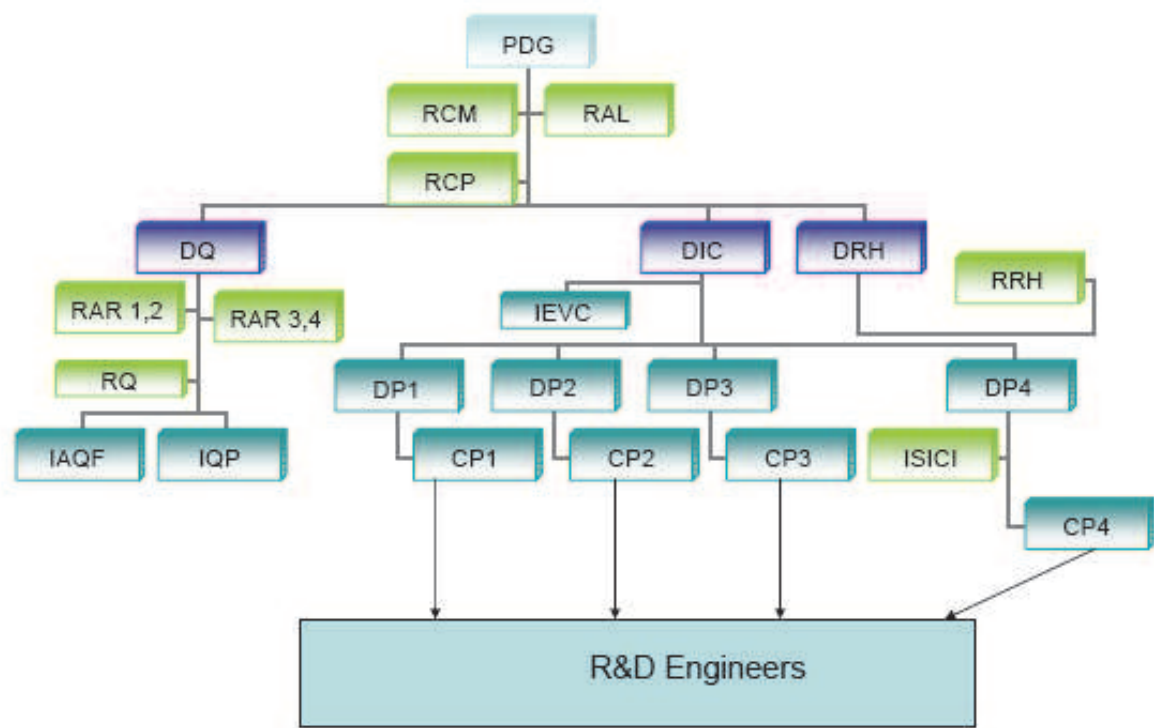 PDG
RCM
RAL
RCP
DQ
DIC
DRH
RRH
RAR 1,2
RAR 3,4
IEVC
RQ
DP1
DP2
DP3
DP4
IAQF
IQP
CP1
CP2
CP3
ISICI
CP4
R&D Engineers